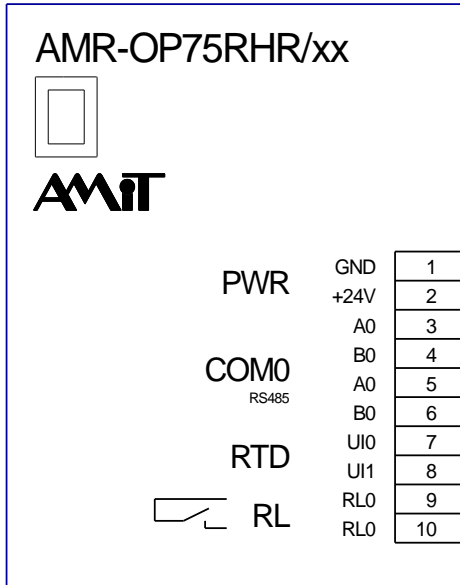 AMR-OP75RHR/xx
AMiT
PWR GND 1
+24V 2
A0 3
COM0 B0 4
RS485 A0 5
B0 6
RTD UI0 7
UI1 8
RL RL0 9
RL0 10